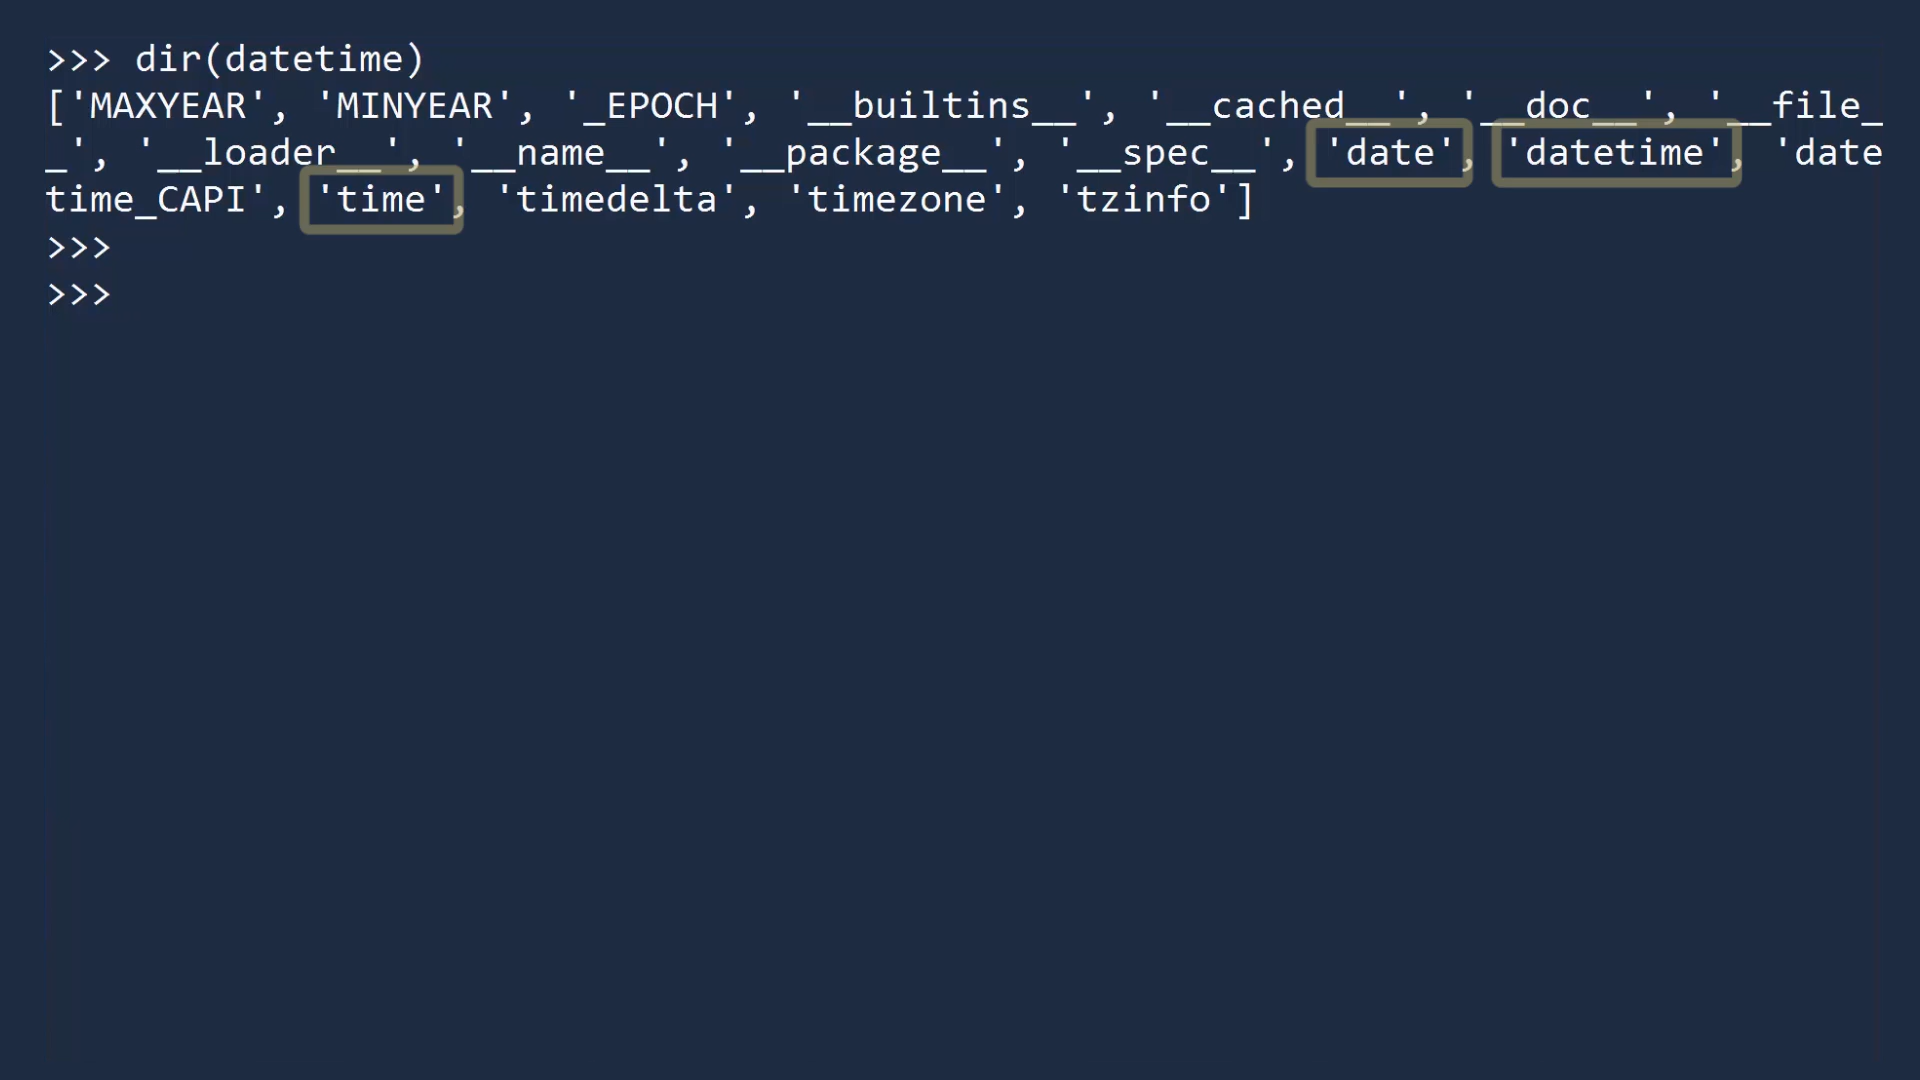 >>> dir(datetime)
['MAXYEAR', 'MINYEAR', '_EPOCH', '__builtins__', '__cached__', '__doc__', '__file_
_', '__loader__', '__name__', '__package__', '__spec__', 'date', 'datetime', 'date
time_CAPI', 'time', 'timedelta', 'timezone', 'tzinfo']
>>>
>>>